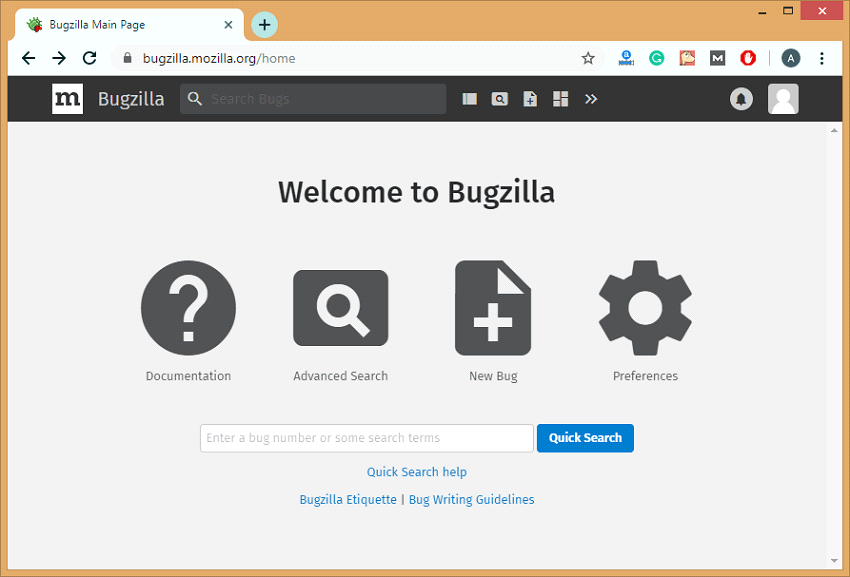 Bugzilla Main Page
bugzilla.mozilla.org/home
A
m Bugzilla Search Bugs
Welcome to Bugzilla
Documentation Advanced Search New Bug Preferences
Enter a bug number or some search terms Quick Search
Quick Search help
Bugzilla Etiquette | Bug Writing Guidelines